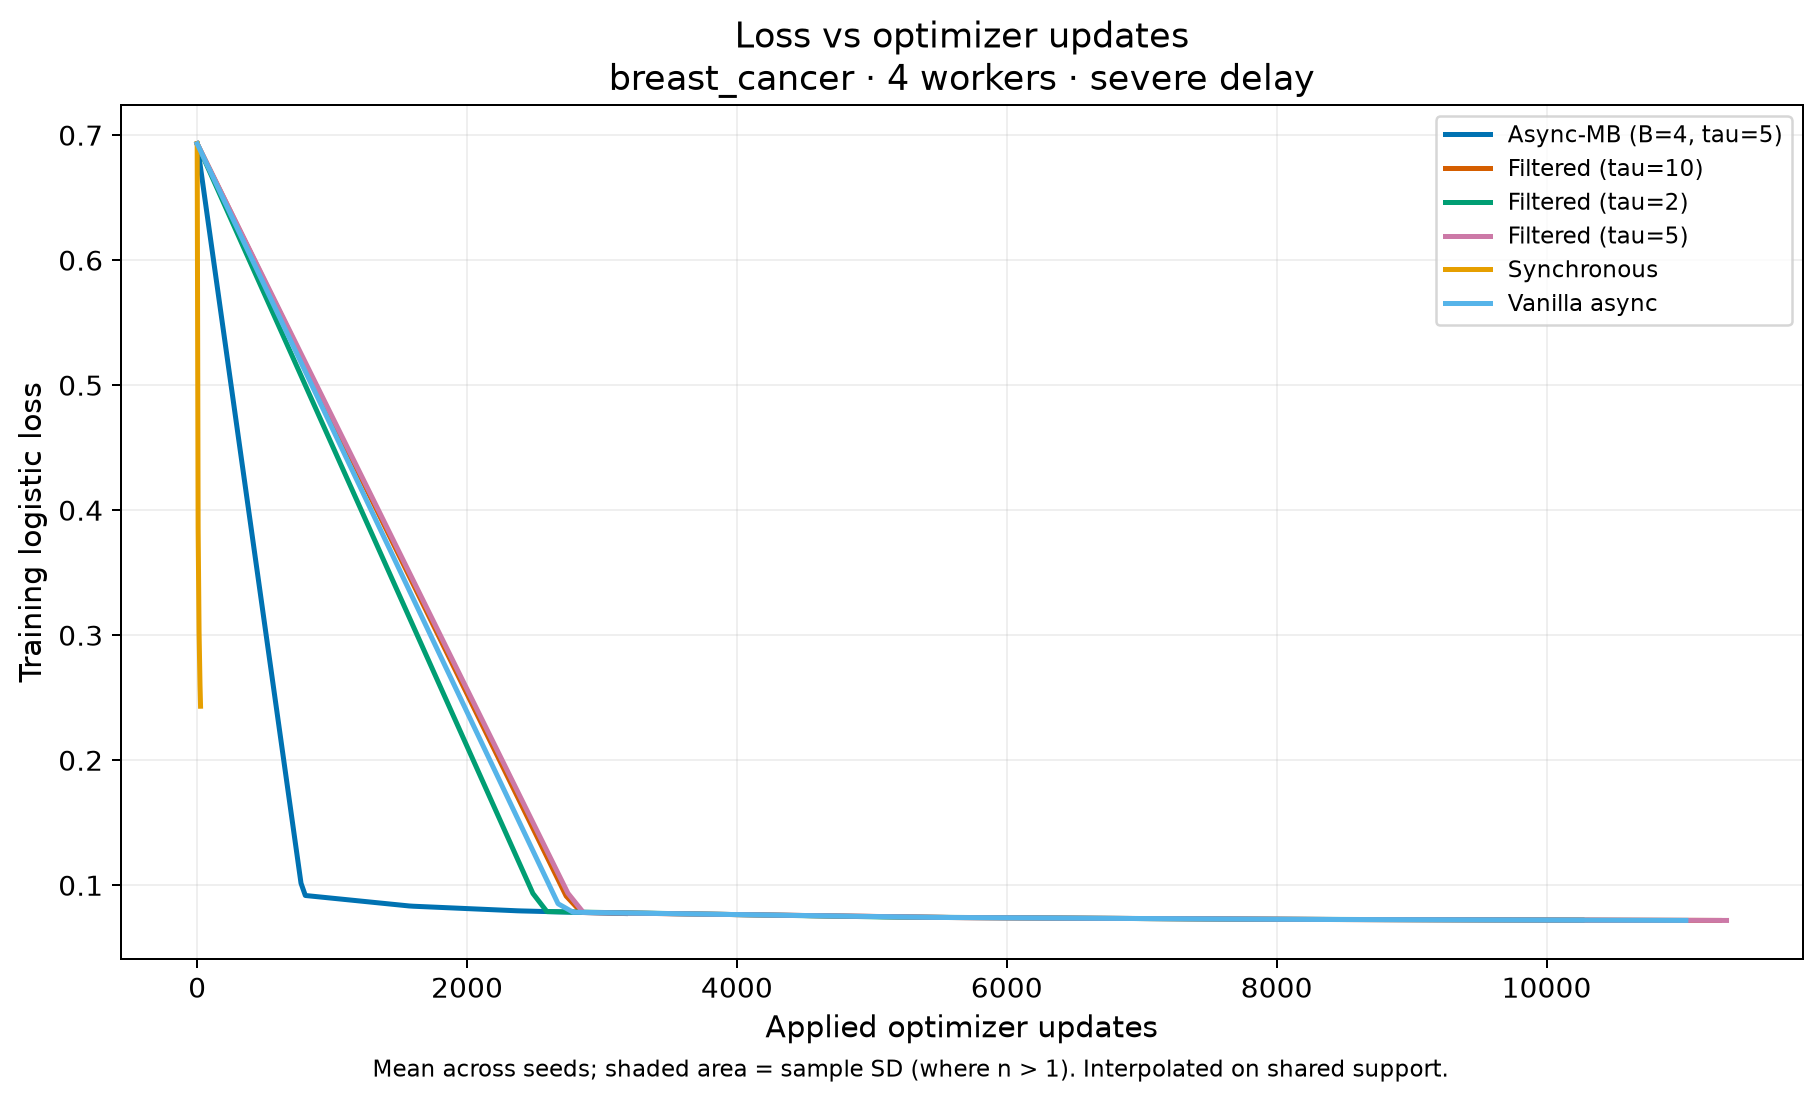 Loss vs optimizer updates
breast_cancer · 4 workers · severe delay
Training logistic loss
0.7
0.6
0.5
0.4
0.3
0.2
0.1
Async-MB (B=4, tau=5)
Filtered (tau=10)
Filtered (tau=2)
Filtered (tau=5)
Synchronous
Vanilla async
0 2000 4000 6000 8000 10000
Applied optimizer updates
Mean across seeds; shaded area = sample SD (where n > 1). Interpolated on shared support.